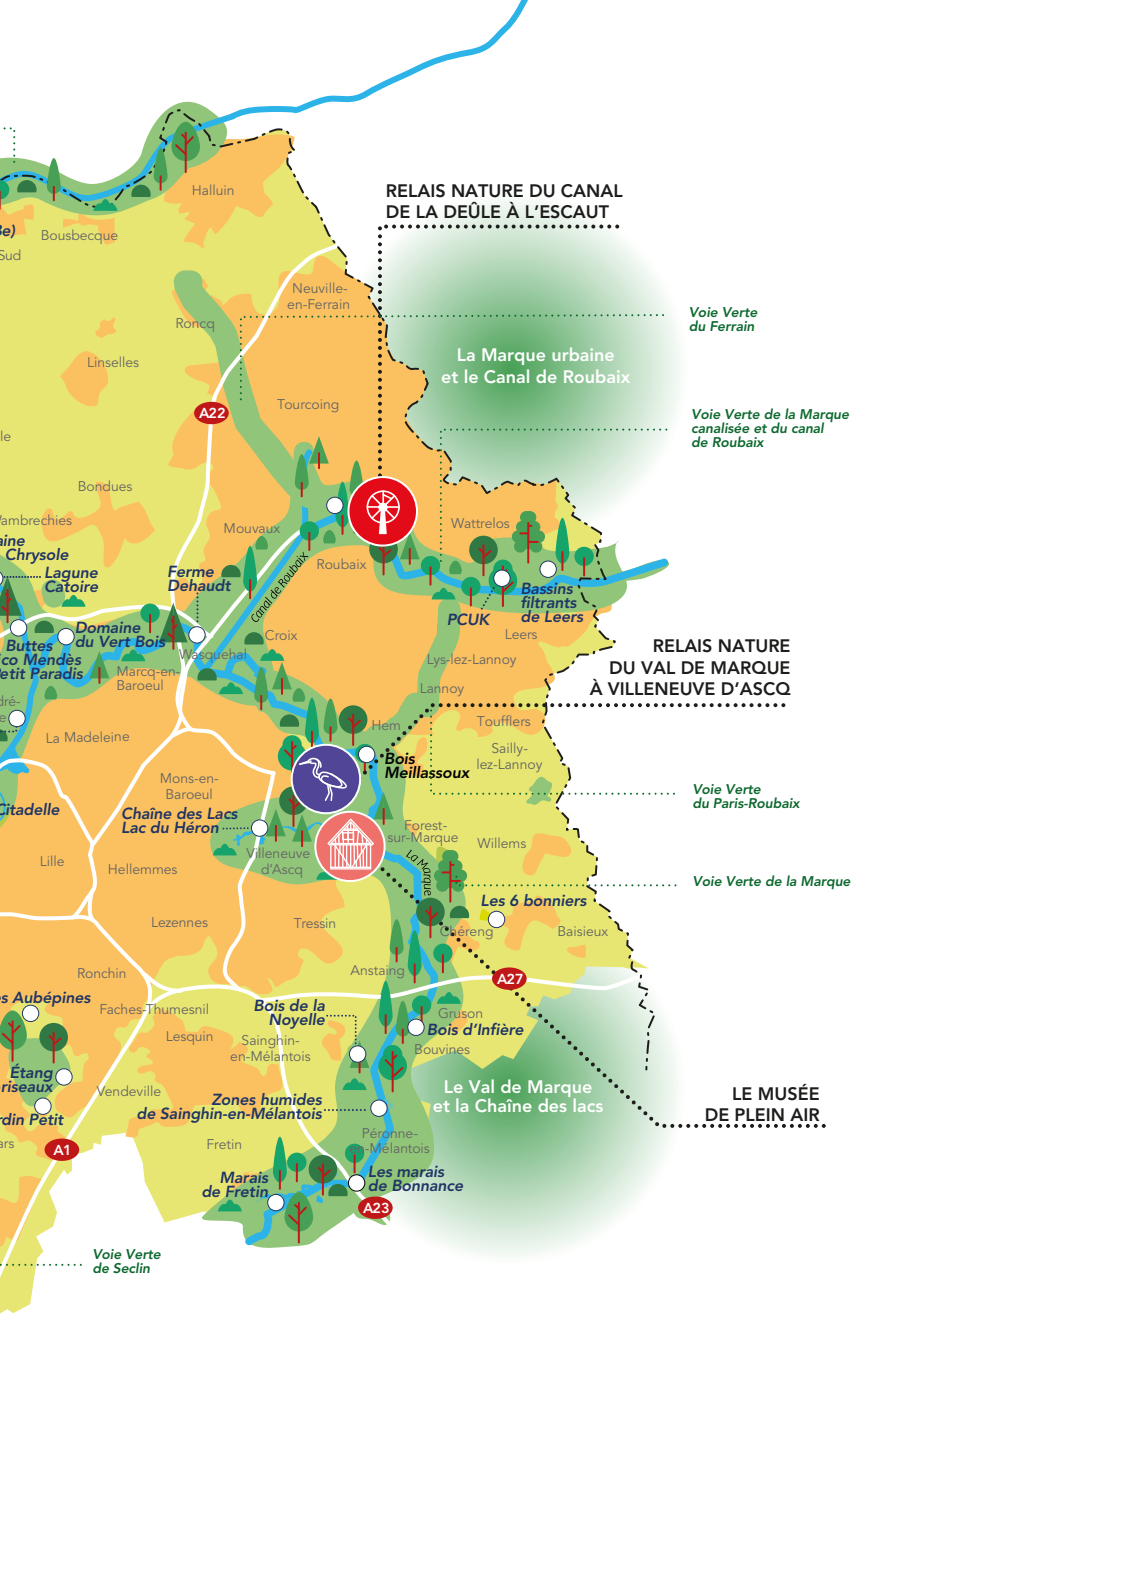 RELAIS NATURE DU CANAL
DE LA DEÛLE À L’ESCAUT
Halluin
Bousbecque
Sud
Neuville-
en-Ferrain
Roncq
Voie Verte
du Ferrain
La Marque urbaine
et le Canal de Roubaix
Linselles
A22
Tourcoing
Voie Verte de la Marque
canalisée et du canal
de Roubaix
Bondues
Mouvaux
Wattrelos
Chrysole
Lagune
Catoire
Ferme
Dehaudt
Canal de Roubaix
Roubaix
Bassins
filtrants
de Leers
PCUK
Leers
Domaine
du Vert Bois
Buttes
Croix
Wasquehal
Marcq-en-
Baroeul
Lys-lez-Lannoy
Lannoy
RELAIS NATURE
DU VAL DE MARQUE
À VILLENEUVE D’ASCQ
La Madeleine
Hem
Toufflers
Sailly-
lez-Lannoy
Bois
Meillassoux
Mons-en-
Baroeul
Voie Verte
du Paris-Roubaix
Citadelle
Chaîne des Lacs
Lac du Héron
Forest-
sur-Marque
Willems
Villeneuve
d’Ascq
La Marque
Lille
Hellemmes
Voie Verte de la Marque
Les 6 bonniers
Lezennes
Tressin
Chéreng
Baisieux
Ronchin
Anstaing
A27
Aubépines
Faches-Thumesnil
Bois de la
Noyelle
Gruson
Bois d’Infière
Lesquin
Sainghin-
en-Mélantois
Bouvines
Étang
Vendeville
Zones humides
de Sainghin-en-Mélantois
Le Val de Marque
et la Chaîne des lacs
LE MUSÉE
DE PLEIN AIR
Petit
A1
Fretin
Péronne-
en-Mélantois
Marais
de Fretin
Les marais
de Bonnance
A23
Voie Verte
de Seclin